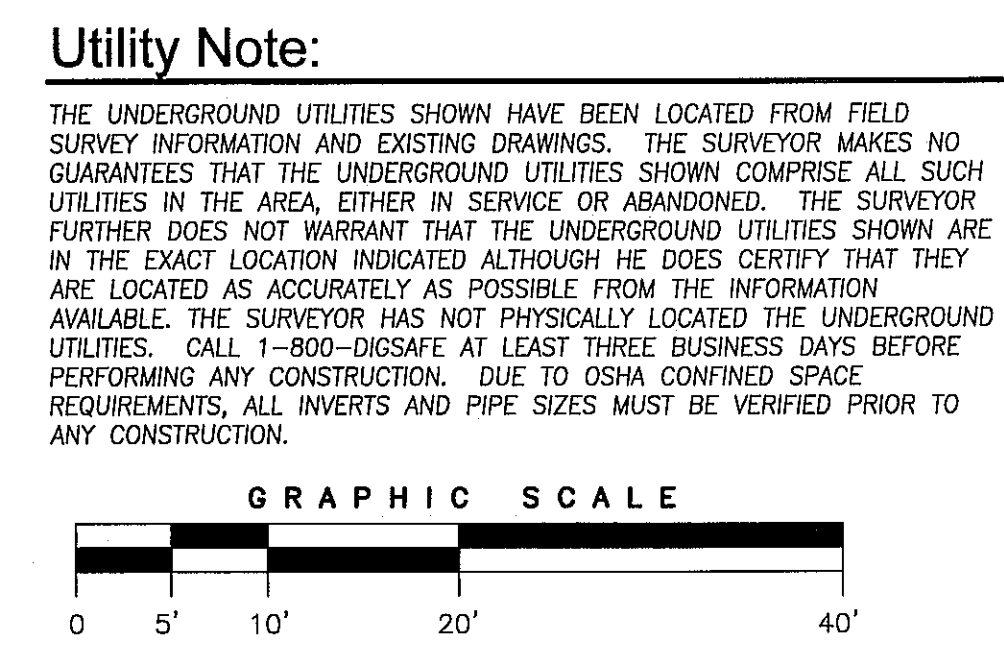 Utility Note:
THE UNDERGROUND UTILITIES SHOWN HAVE BEEN LOCATED FROM FIELD
SURVEY INFORMATION AND EXISTING DRAWINGS. THE SURVEYOR MAKES NO
GUARANTEES THAT THE UNDERGROUND UTILITIES SHOWN COMPRISE ALL SUCH
UTILITIES IN THE AREA, EITHER IN SERVICE OR ABANDONED. THE SURVEYOR
FURTHER DOES NOT WARRANT THAT THE UNDERGROUND UTILITIES SHOWN ARE
IN THE EXACT LOCATION INDICATED ALTHOUGH HE DOES CERTIFY THAT THEY
ARE LOCATED AS ACCURATELY AS POSSIBLE FROM THE INFORMATION
AVAILABLE. THE SURVEYOR HAS NOT PHYSICALLY LOCATED THE UNDERGROUND
UTILITIES. CALL 1-800-DIGSAFE AT LEAST THREE BUSINESS DAYS BEFORE
PERFORMING ANY CONSTRUCTION. DUE TO OSHA CONFINED SPACE
REQUIREMENTS, ALL INVERTS AND PIPE SIZES MUST BE VERIFIED PRIOR TO
ANY CONSTRUCTION.
GRAPHIC SCALE
0 5' 10' 20' 40'